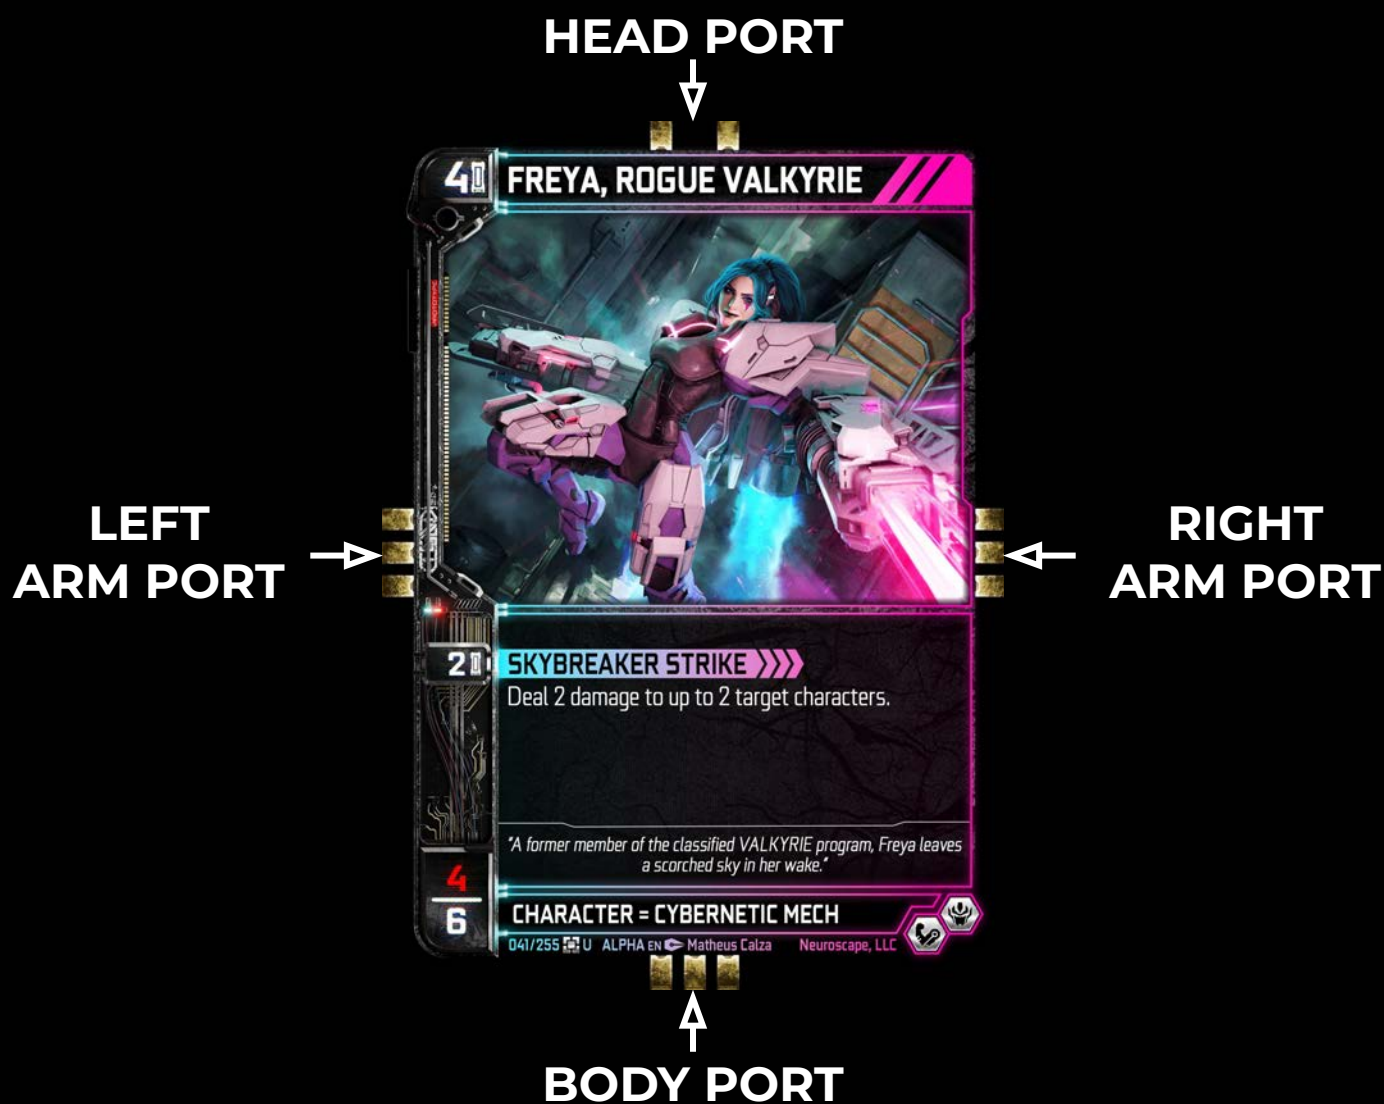 HEAD PORT
4 FREYA, ROGUE VALKYRIE
PROTOTYPE
LEFT
ARM PORT
RIGHT
ARM PORT
2 SKYBREAKER STRIKE
Deal 2 damage to up to 2 target characters.
"A former member of the classified VALKYRIE program, Freya leaves
a scorched sky in her wake."
4
6
CHARACTER = CYBERNETIC MECH
041/255 U ALPHA EN Matheus Calza Neuroscape, LLC
BODY PORT